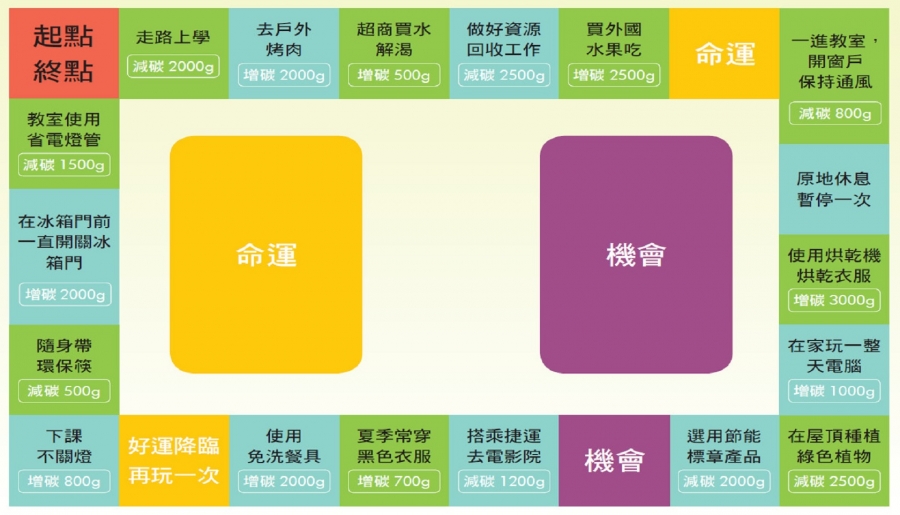 起點
終點
走路上學
減碳 2000g
去戶外
烤肉
增碳 2000g
超商買水
解渴
增碳 500g
做好資源
回收工作
減碳 2500g
買外國
水果吃
增碳 2500g
命運
一進教室，
開窗戶
保持通風
減碳 800g
原地休息
暫停一次
使用烘乾機
烘乾衣服
增碳 3000g
在家玩一整
天電腦
增碳 1000g
在屋頂種植
綠色植物
減碳 2500g
選用節能
標章產品
減碳 2000g
機會
搭乘捷運
去電影院
減碳 1200g
夏季常穿
黑色衣服
增碳 700g
使用
免洗餐具
增碳 2000g
好運降臨
再玩一次
下課
不關燈
增碳 800g
隨身帶
環保筷
減碳 500g
在冰箱門前
一直開關冰
箱門
增碳 2000g
教室使用
省電燈管
減碳 1500g
命運
機會